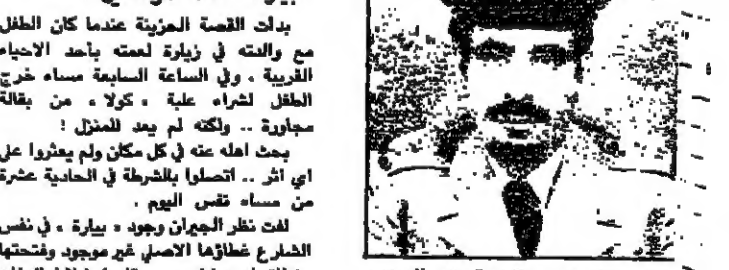 بدأت القصة الحزينة عندما كان الطفل
مع والدته في زيارة لعمته بأحد الاحياء
القريبة ، وفي الساعة السابعة مساء خرج
الطفل لشراء علبة « كولا » من بقالة
مجاورة .. ولكنه لم يعد للمنزل !
بحث اهله عنه في كل مكان ولم يعثروا على
اي اثر .. اتصلوا بالشرطة في الحادية عشرة
من مساء نفس اليوم .
لفت نظر الجيران وجود « بيارة » في نفس
الشارع غطاؤها الاصلي غير موجود وفتحتها